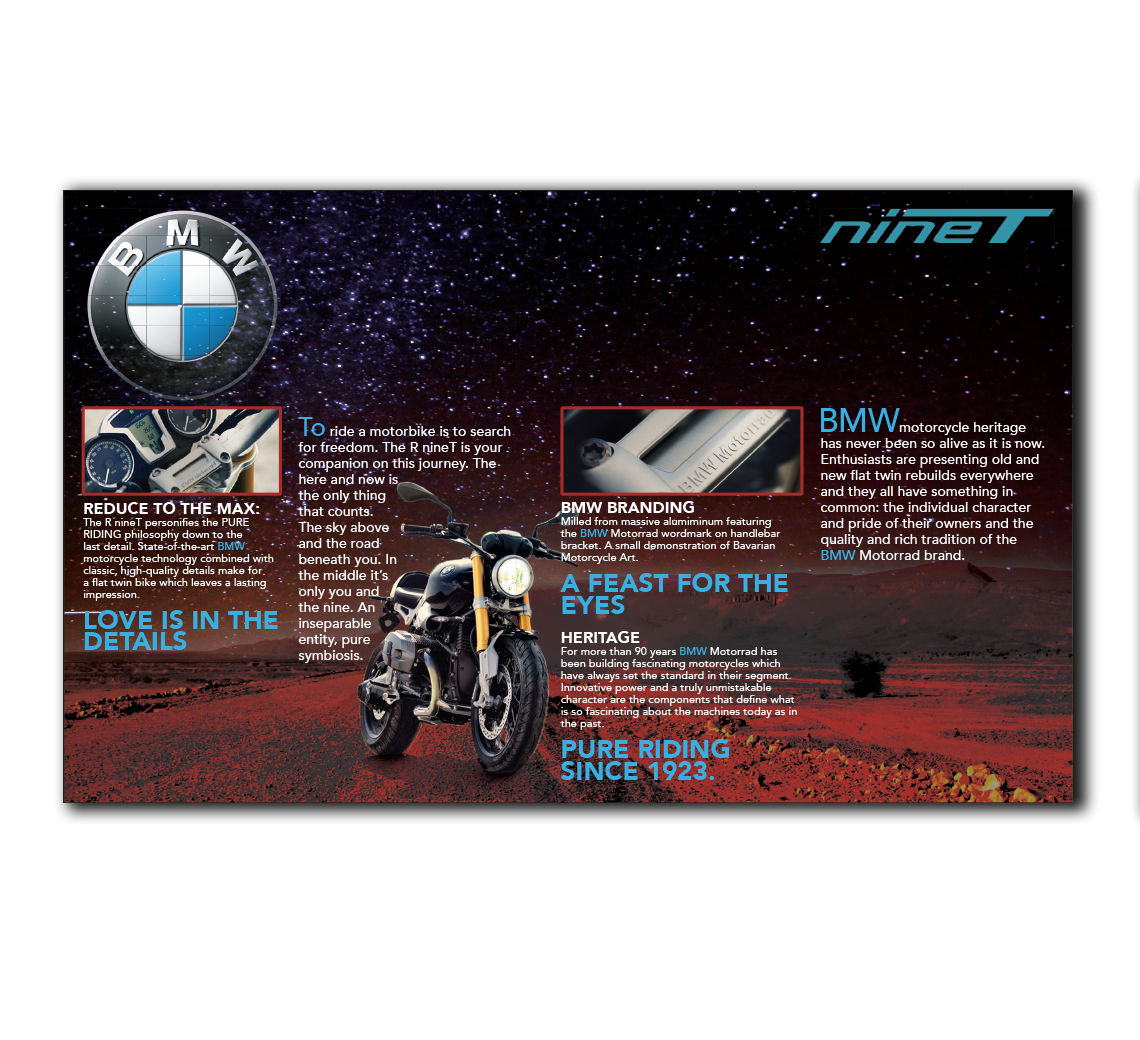 BMW
nineT
REDUCE TO THE MAX:
The R nineT personifies the PURE
RIDING philosophy down to the
last detail. State-of-the-art BMW
motorcycle technology combined with
classic, high-quality details make for
a flat twin bike which leaves a lasting
impression.
LOVE IS IN THE
DETAILS
To ride a motorbike is to search
for freedom. The R nineT is your
companion on this journey. The
here and now is
the only thing
that counts.
The sky above
and the road
beneath you. In
the middle it's
only you and
the nine. An
inseparable
entity, pure
symbiosis.
BMW Motorrad
BMW BRANDING
Milled from massive alumiminum featuring
the BMW Motorrad wordmark on handlebar
bracket. A small demonstration of Bavarian
Motorcycle Art.
A FEAST FOR THE
EYES
HERITAGE
For more than 90 years BMW Motorrad has
been building fascinating motorcycles which
have always set the standard in their segment.
Innovative power and a truly unmistakable
character are the components that define what
is so fascinating about the machines today as in
the past.
PURE RIDING
SINCE 1923.
BMW motorcycle heritage
has never been so alive as it is now.
Enthusiasts are presenting old and
new flat twin rebuilds everywhere
and they all have something in
common: the individual character
and pride of their owners and the
quality and rich tradition of the
BMW Motorrad brand.